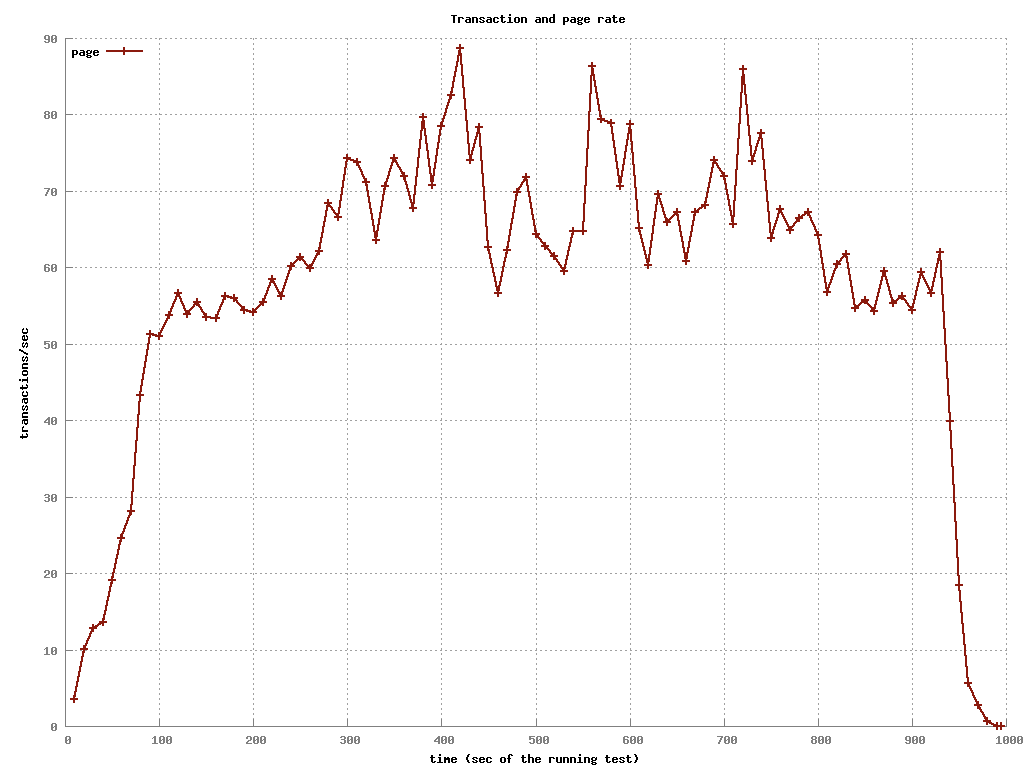 Transaction and page rate
90
page
80
70
60
50
40
30
20
10
0
transactions/sec
0 100 200 300 400 500 600 700 800 900 1000
time (sec of the running test)